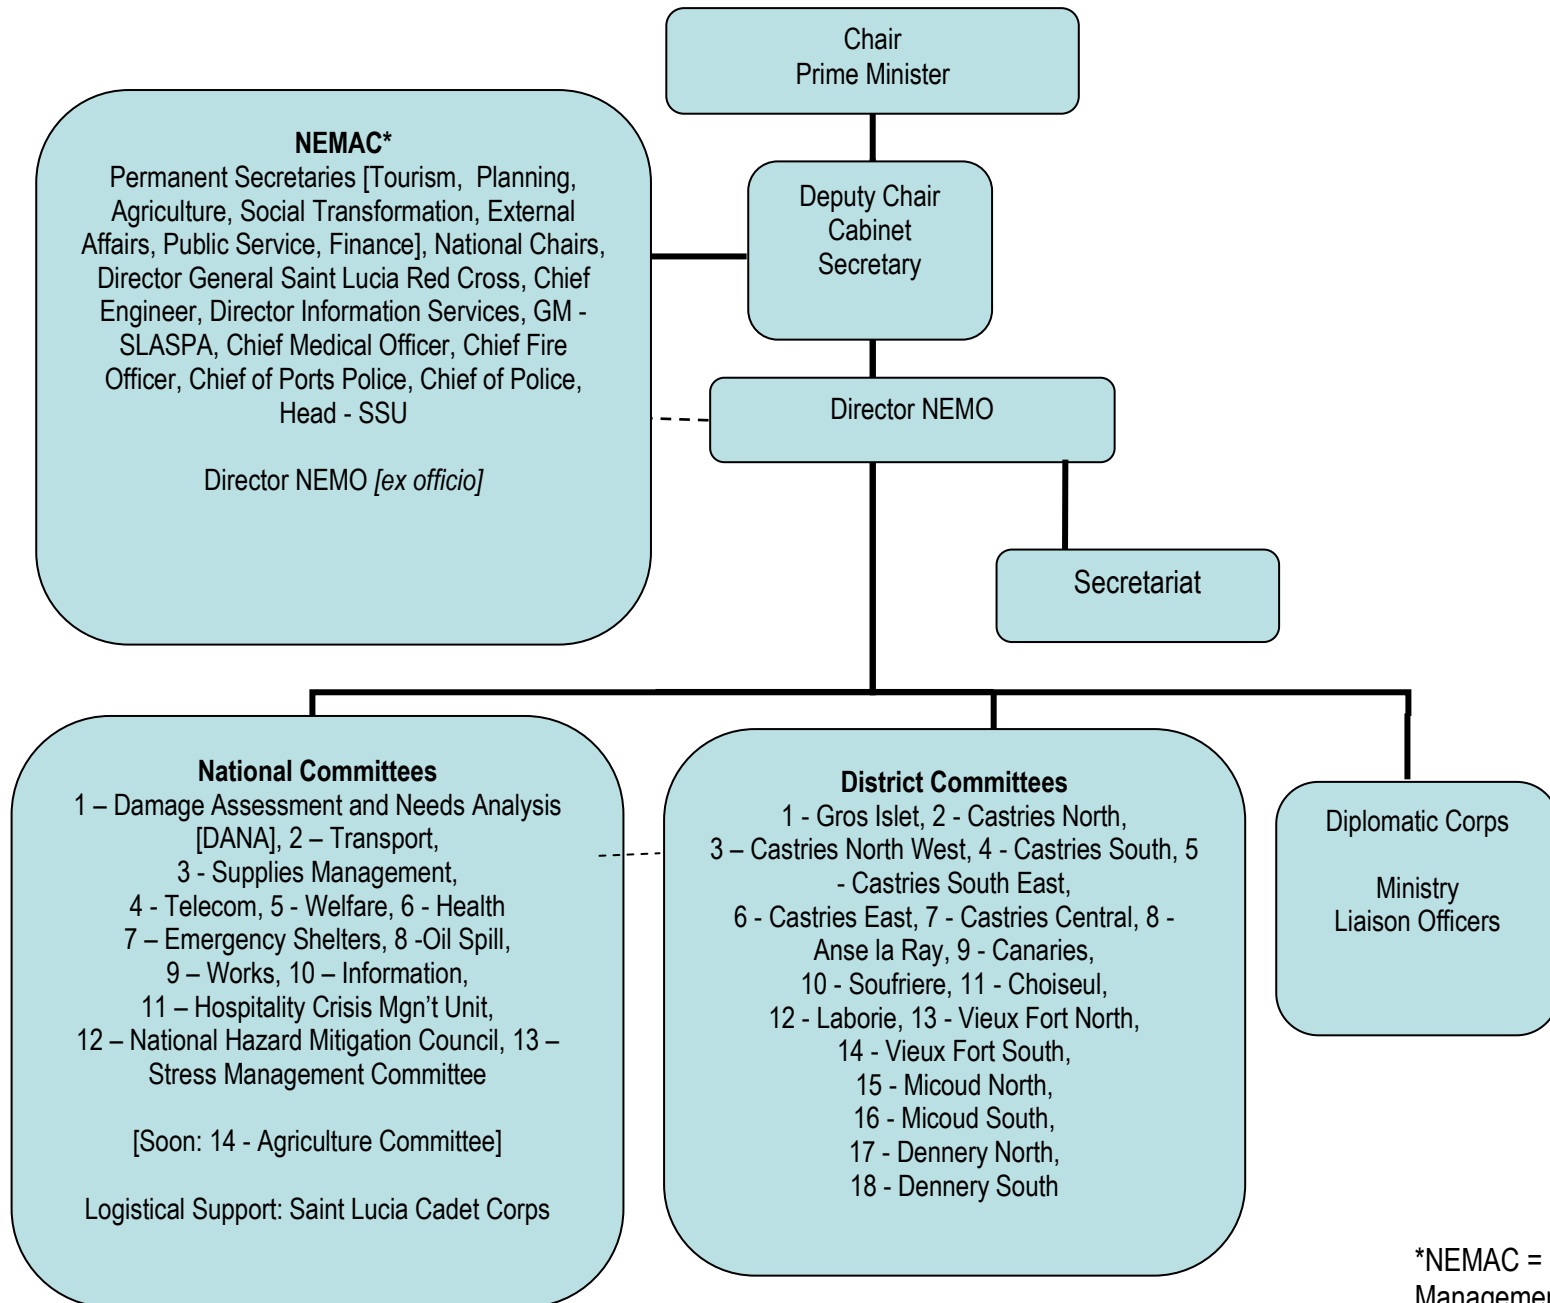 Chair
Prime Minister
NEMAC*
Permanent Secretaries [Tourism, Planning,
Agriculture, Social Transformation, External
Affairs, Public Service, Finance], National Chairs,
Director General Saint Lucia Red Cross, Chief
Engineer, Director Information Services, GM -
SLASPA, Chief Medical Officer, Chief Fire
Officer, Chief of Ports Police, Chief of Police,
Head - SSU
Director NEMO [ex officio]
Deputy Chair
Cabinet
Secretary
Director NEMO
Secretariat
National Committees
1 – Damage Assessment and Needs Analysis
[DANA], 2 – Transport,
3 - Supplies Management,
4 - Telecom, 5 - Welfare, 6 - Health
7 – Emergency Shelters, 8 -Oil Spill,
9 – Works, 10 – Information,
11 – Hospitality Crisis Mgn't Unit,
12 – National Hazard Mitigation Council, 13 –
Stress Management Committee
[Soon: 14 - Agriculture Committee]
Logistical Support: Saint Lucia Cadet Corps
District Committees
1 - Gros Islet, 2 - Castries North,
3 – Castries North West, 4 - Castries South, 5
- Castries South East,
6 - Castries East, 7 - Castries Central, 8 -
Anse la Ray, 9 - Canaries,
10 - Soufriere, 11 - Choiseul,
12 - Laborie, 13 - Vieux Fort North,
14 - Vieux Fort South,
15 - Micoud North,
16 - Micoud South,
17 - Dennery North,
18 - Dennery South
Diplomatic Corps
Ministry
Liaison Officers
*NEMAC =
Management